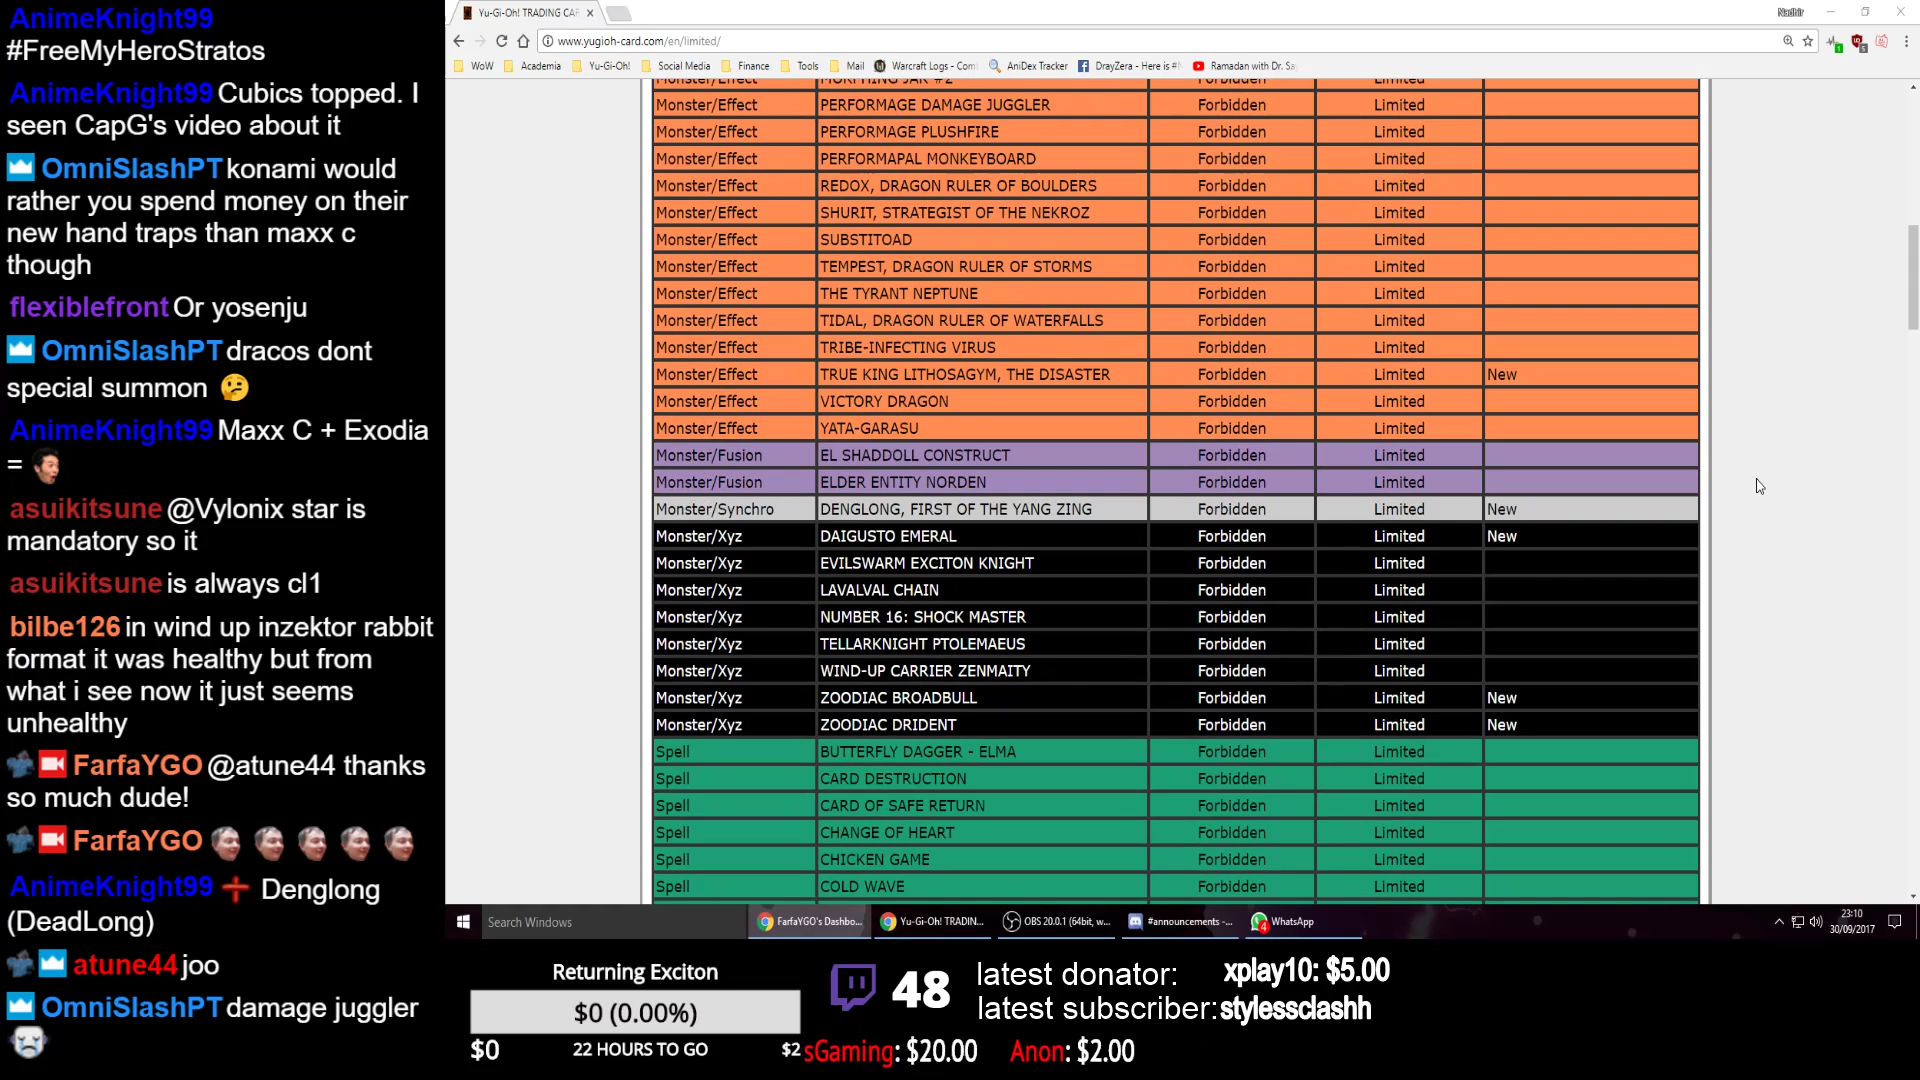 AnimeKnight99
#FreeMyHeroStratos
AnimeKnight99 Cubics topped. I
seen CapG's video about it
OmniSlashPT konami would
rather you spend money on their
new hand traps than maxx c
though
flexiblefront Or yosenju
OmniSlashPT dracos dont
special summon
AnimeKnight99 Maxx C + Exodia
=
asuikitsune @Vylonix star is
mandatory so it
asuikitsune is always cl1
bilbe126 in wind up inzektor rabbit
format it was healthy but from
what i see now it just seems
unhealthy
FarfaYGO @atune44 thanks
so much dude!
FarfaYGO
AnimeKnight99 Denglong
(DeadLong)
atune44 joo
OmniSlashPT damage juggler
Yu-Gi-Oh! TRADING CAR
Nadhir
www.yugioh-card.com/en/limited/
WoW Academia Yu-Gi-Oh! Social Media Finance Tools Mail Warcraft Logs - Com AniDex Tracker DrayZera - Here is #N Ramadan with Dr. Sa
Monster/Effect MORPHING JAR #2 Forbidden Limited
Monster/Effect PERFORMAGE DAMAGE JUGGLER Forbidden Limited
Monster/Effect PERFORMAGE PLUSHFIRE Forbidden Limited
Monster/Effect PERFORMAPAL MONKEYBOARD Forbidden Limited
Monster/Effect REDOX, DRAGON RULER OF BOULDERS Forbidden Limited
Monster/Effect SHURIT, STRATEGIST OF THE NEKROZ Forbidden Limited
Monster/Effect SUBSTITOAD Forbidden Limited
Monster/Effect TEMPEST, DRAGON RULER OF STORMS Forbidden Limited
Monster/Effect THE TYRANT NEPTUNE Forbidden Limited
Monster/Effect TIDAL, DRAGON RULER OF WATERFALLS Forbidden Limited
Monster/Effect TRIBE-INFECTING VIRUS Forbidden Limited
Monster/Effect TRUE KING LITHOSAGYM, THE DISASTER Forbidden Limited New
Monster/Effect VICTORY DRAGON Forbidden Limited
Monster/Effect YATA-GARASU Forbidden Limited
Monster/Fusion EL SHADDOLL CONSTRUCT Forbidden Limited
Monster/Fusion ELDER ENTITY NORDEN Forbidden Limited
Monster/Synchro DENGLONG, FIRST OF THE YANG ZING Forbidden Limited New
Monster/Xyz DAIGUSTO EMERAL Forbidden Limited New
Monster/Xyz EVILSWARM EXCITON KNIGHT Forbidden Limited
Monster/Xyz LAVALVAL CHAIN Forbidden Limited
Monster/Xyz NUMBER 16: SHOCK MASTER Forbidden Limited
Monster/Xyz TELLARKNIGHT PTOLEMAEUS Forbidden Limited
Monster/Xyz WIND-UP CARRIER ZENMAITY Forbidden Limited
Monster/Xyz ZOODIAC BROADBULL Forbidden Limited New
Monster/Xyz ZOODIAC DRIDENT Forbidden Limited New
Spell BUTTERFLY DAGGER - ELMA Forbidden Limited
Spell CARD DESTRUCTION Forbidden Limited
Spell CARD OF SAFE RETURN Forbidden Limited
Spell CHANGE OF HEART Forbidden Limited
Spell CHICKEN GAME Forbidden Limited
Spell COLD WAVE Forbidden Limited
Search Windows FarfaYGO's Dashbo... Yu-Gi-Oh! TRADIN... OBS 20.0.1 (64bit, w... #announcements -... 4 WhatsApp 23:10
30/09/2017
Returning Exciton
$0 (0.00%)
$0 22 HOURS TO GO $2
48
latest donator: xplay10: $5.00
latest subscriber: stylessclashh
sGaming: $20.00 Anon: $2.00